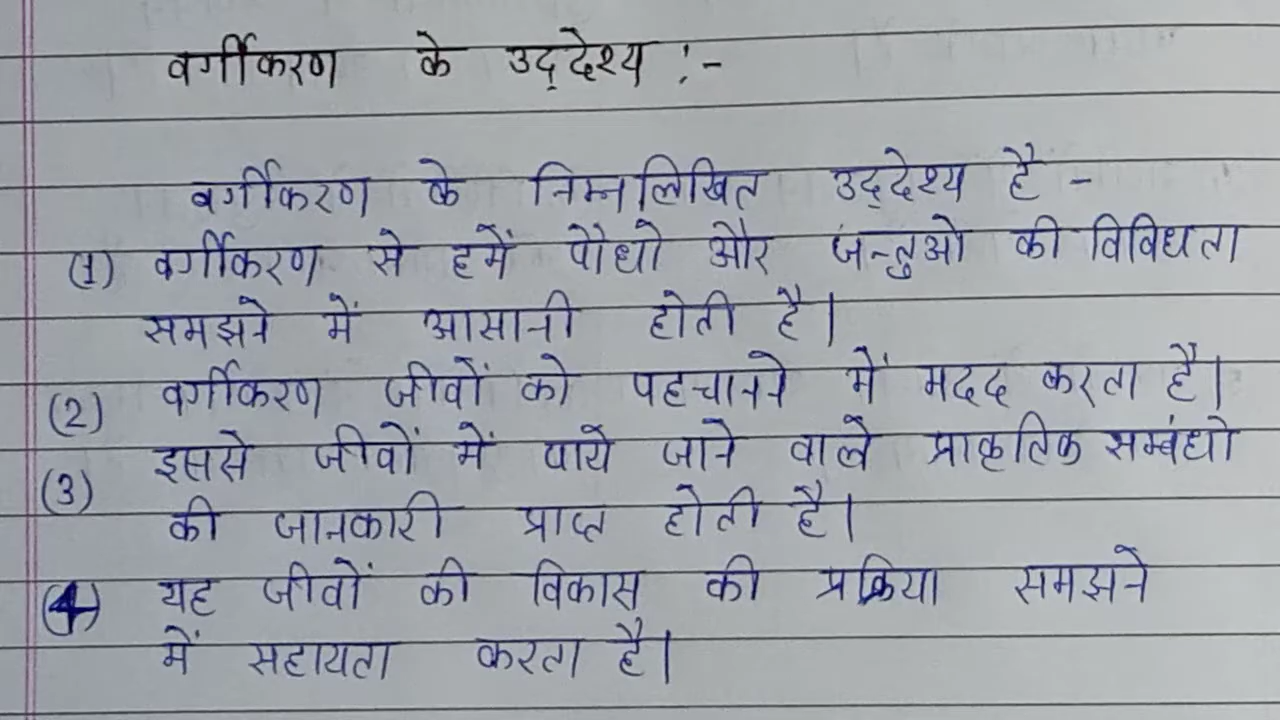 वर्गीकरण के उद्देश्य :-
वर्गीकरण के निम्नलिखित उद्देश्य है -
(1) वर्गीकरण से हमें पौधो और जन्तुओ की विविधता
समझने में आसानी होती है।
(2) वर्गीकरण जीवों को पहचानने में मदद करता है।
(3) इससे जीवों में पाये जाने वाले प्राकृतिक सम्बंधो
की जानकारी प्राप्त होती है।
(4) यह जीवों की विकास की प्रक्रिया समझने
में सहायता करता है।